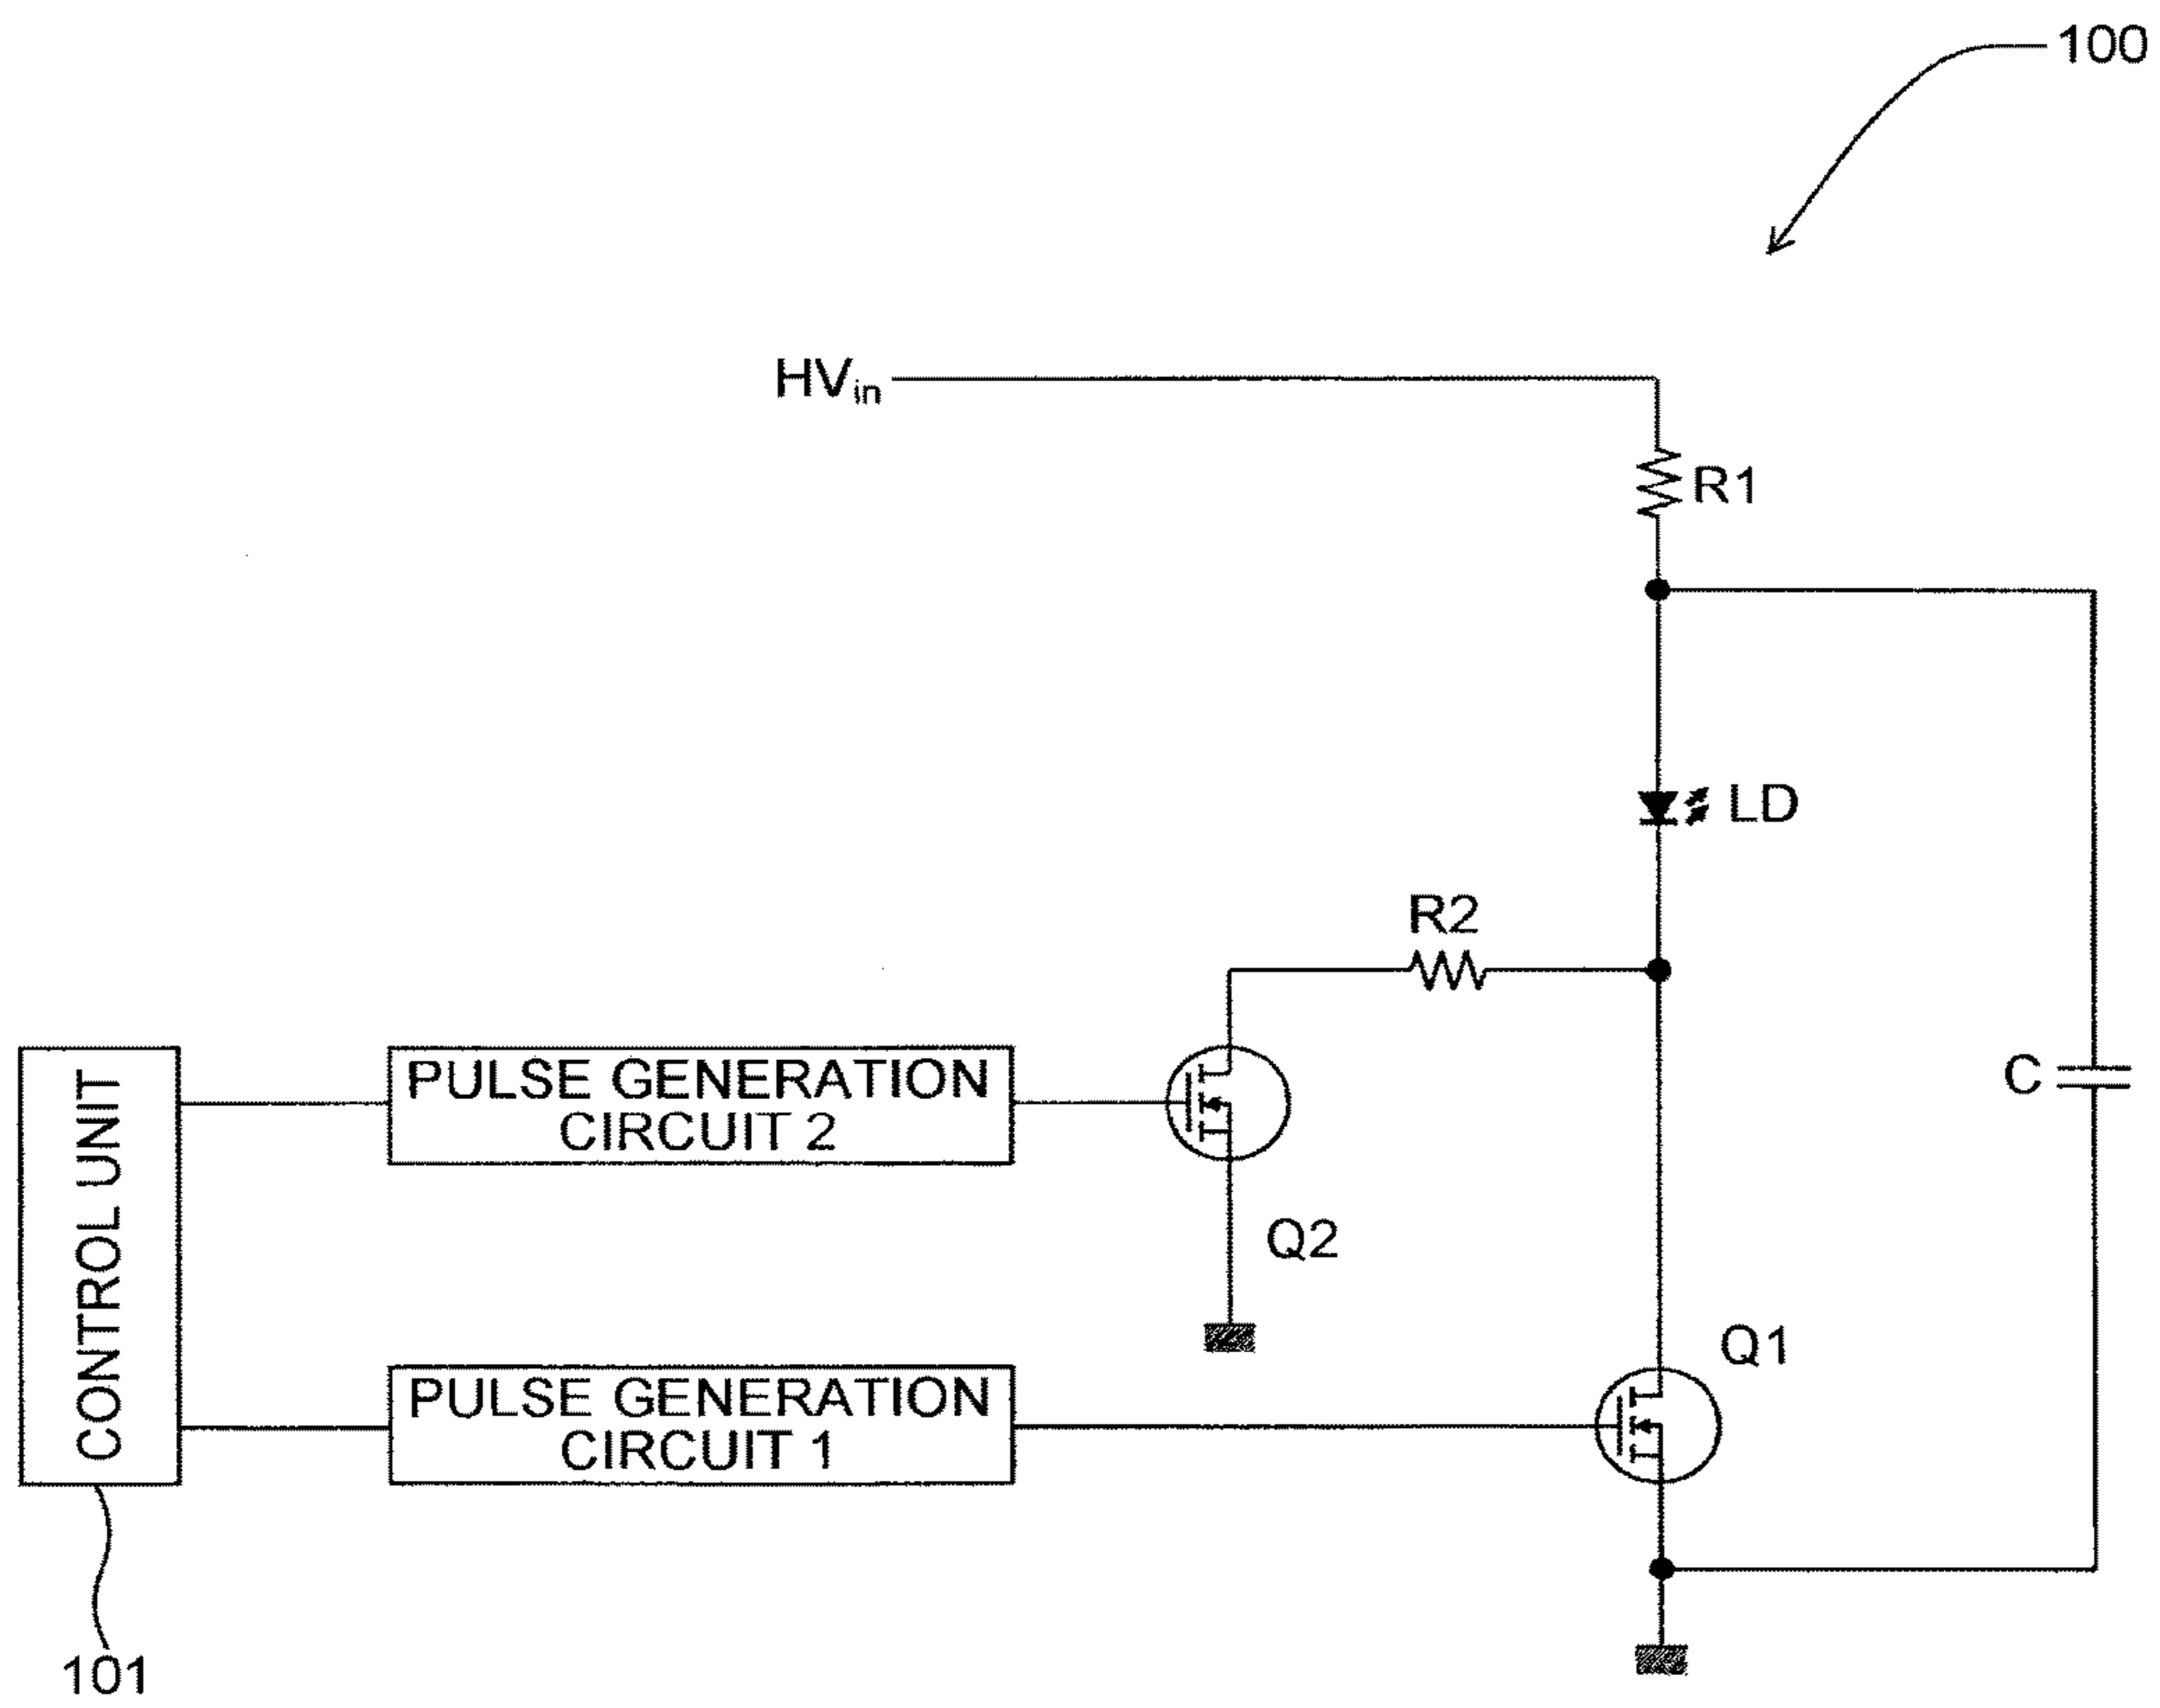 100
HVin
R1
LD
R2
C
PULSE GENERATION
CIRCUIT 2
CONTROL UNIT
Q2
Q1
PULSE GENERATION
CIRCUIT 1
101